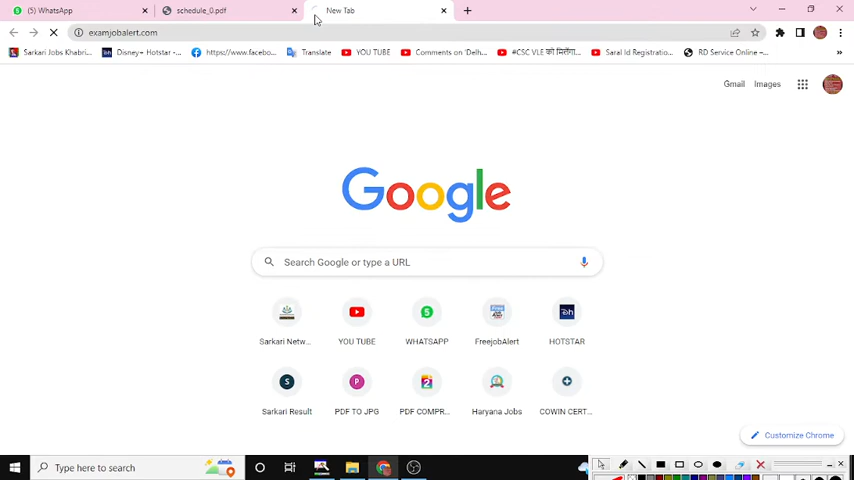 (5) WhatsApp
schedule_0.pdf
New Tab
examjobalert.com
Sarkari Jobs Khabri...
Disney+ Hotstar -...
https://www.facebo...
Translate
YOU TUBE
Comments on 'Delh...
#CSC VLE को मिलेंगी...
Saral Id Registratio...
RD Service Online –...
Gmail
Images
Google
Search Google or type a URL
Sarkari Netw...
YOU TUBE
WHATSAPP
FreejobAlert
HOTSTAR
Sarkari Result
PDF TO JPG
PDF COMPR...
Haryana Jobs
COWIN CERT...
Customize Chrome
Type here to search